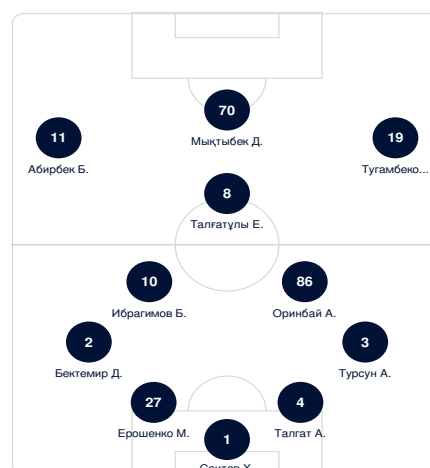 70
Мықтыбек Д.
11
Абирбек Б.
19
Тугамбеко...
8
Талғатұлы Е.
10
Ибрагимов Б.
86
Оринбай А.
2
Бектемир Д.
3
Турсун А.
27
Ерошенко М.
4
Талгат А.
1